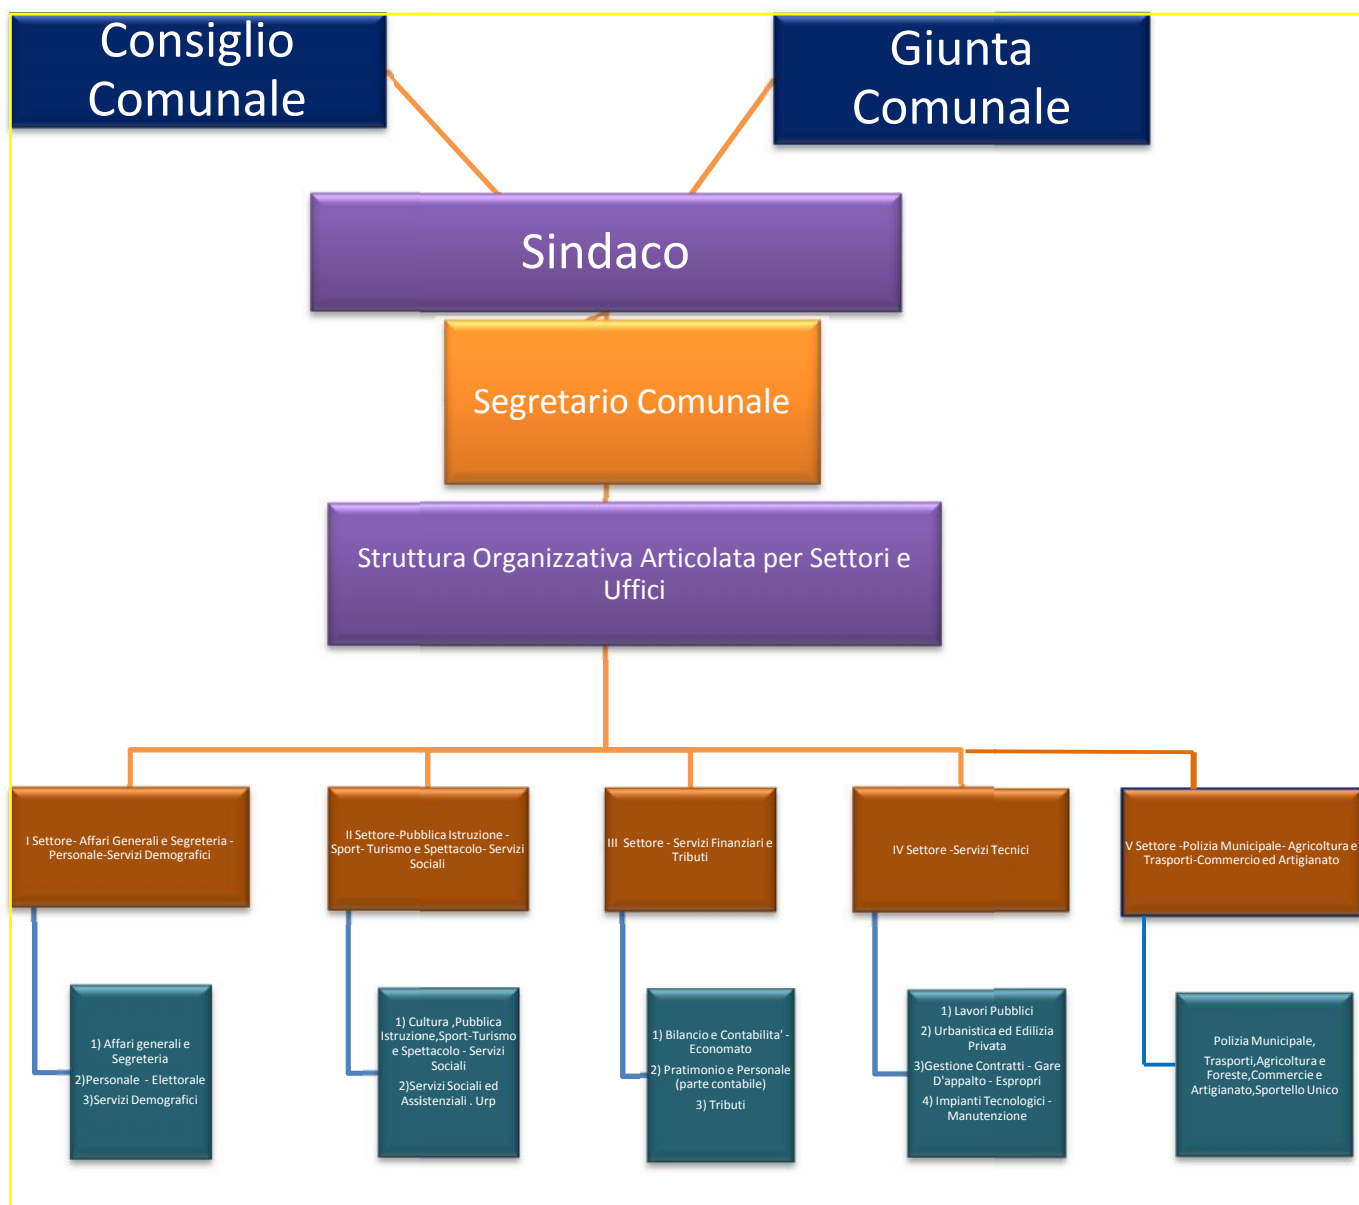 Consiglio
Comunale
Giunta
Comunale
Sindaco
Segretario Comunale
Struttura Organizzativa Articolata per Settori e
Uffici
I Settore- Affari Generali e Segreteria -
Personale-Servizi Demografici
II Settore-Pubblica Istruzione -
Sport- Turismo e Spettacolo- Servizi
Sociali
III  Settore - Servizi Finanziari e
Tributi
IV Settore -Servizi Tecnici
V Settore -Polizia Municipale- Agricoltura e
Trasporti-Commercio ed Artigianato
1) Affari generali e
Segreteria
2)Personale  - Elettorale
3)Servizi Demografici
1) Cultura ,Pubblica
Istruzione,Sport-Turismo
e Spettacolo - Servizi
Sociali
2)Servizi Sociali ed
Assistenziali . Urp
1) Bilancio e Contabilita' -
Economato
2) Pratimonio e Personale
(parte contabile)
3) Tributi
1) Lavori Pubblici
2) Urbanistica ed Edilizia
Privata
3)Gestione Contratti - Gare
D'appalto - Espropri
4) Impianti Tecnologici -
Manutenzione
Polizia Municipale,
Trasporti,Agricoltura e
Foreste,Commercie e
Artigianato,Sportello Unico